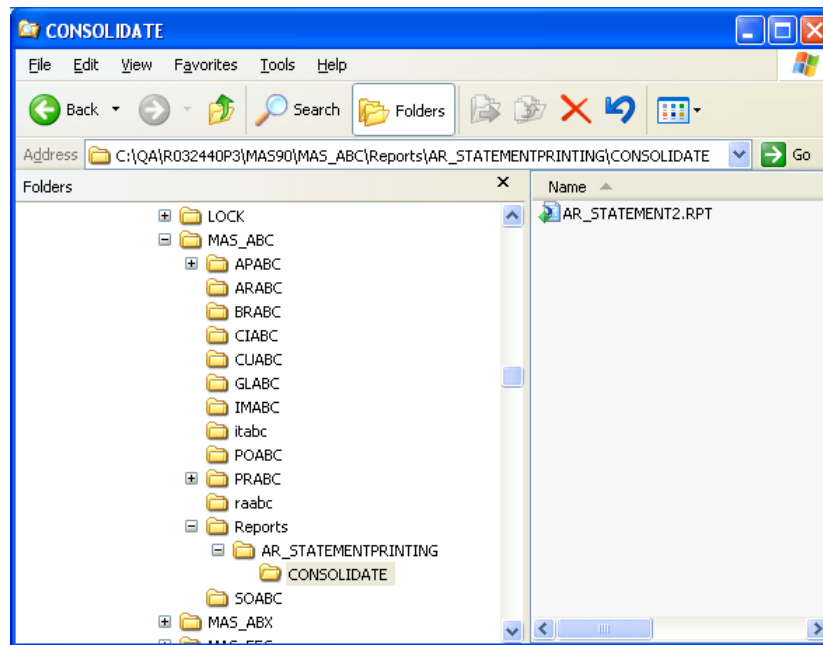 CONSOLIDATE
File Edit View Favorites Tools Help
Back Search Folders
Address C:\QA\R032440P3\MAS90\MAS_ABC\Reports\AR_STATEMENTPRINTING\CONSOLIDATE Go
Folders x Name
LOCK AR_STATEMENT2.RPT
MAS_ABC
APABC
ARABC
BRABC
CIABC
CUABC
GLABC
IMABC
itabc
POABC
PRABC
raabc
Reports
AR_STATEMENTPRINTING
CONSOLIDATE
SOABC
MAS_ABX